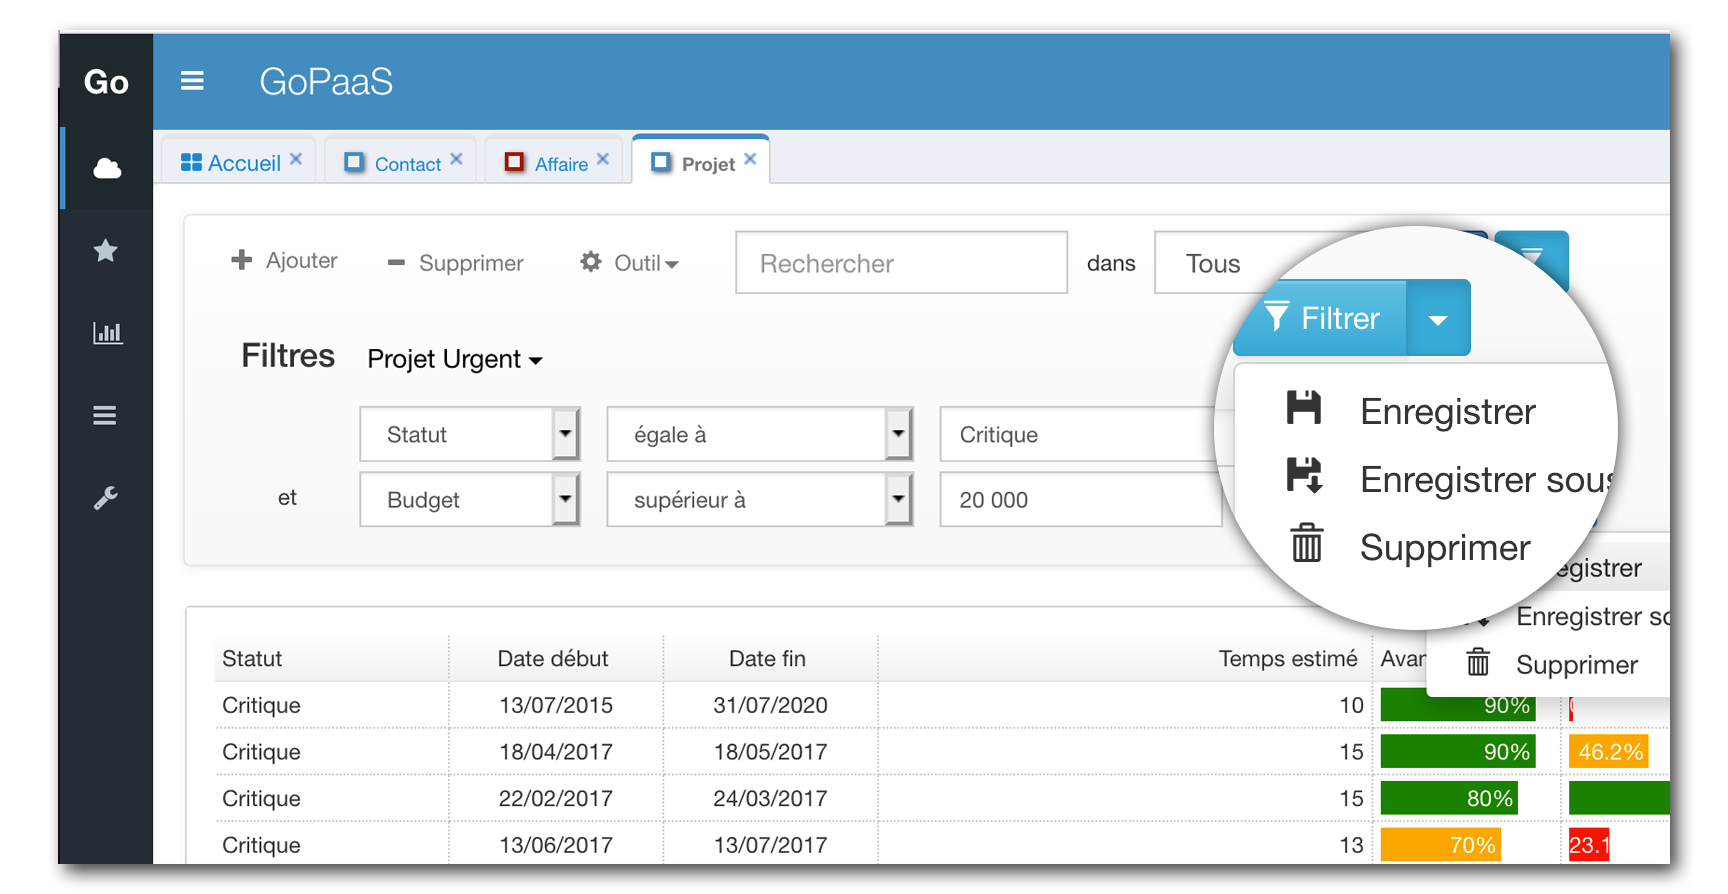 Go
GoPaaS
Accueil Contact Affaire Projet
Ajouter Supprimer Outil Rechercher dans Tous
Filtrer
Filtres Projet Urgent
Enregistrer
Statut égale à Critique
Enregistrer sous
et Budget supérieur à 20 000
Supprimer
Enregistrer
Supprimer
Statut Date début Date fin Temps estimé
Critique 13/07/2015 31/07/2020 10 90%
Critique 18/04/2017 18/05/2017 15 90% 46.2%
Critique 22/02/2017 24/03/2017 15 80%
Critique 13/06/2017 13/07/2017 13 70% 23.1